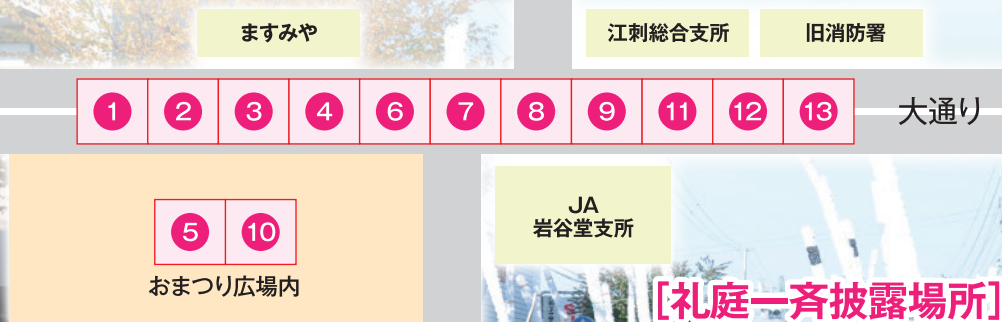 ますみや
江刺総合支所
旧消防署
1 2 3 4 6 7 8 9 11 12 13
大通り
5 10
おまつり広場内
JA
岩谷堂支所
[礼庭一斉披露場所]